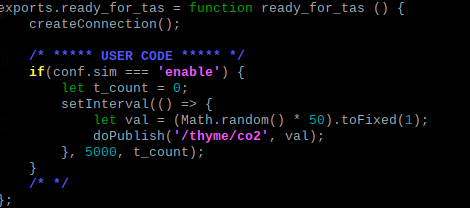 exports.ready_for_tas = function ready_for_tas () {
    createConnection();

    /* ***** USER CODE ***** */
    if(conf.sim === 'enable') {
        let t_count = 0;
        setInterval(() => {
            let val = (Math.random() * 50).toFixed(1);
            doPublish('/thyme/co2', val);
        }, 5000, t_count);
    }
    /* */
};